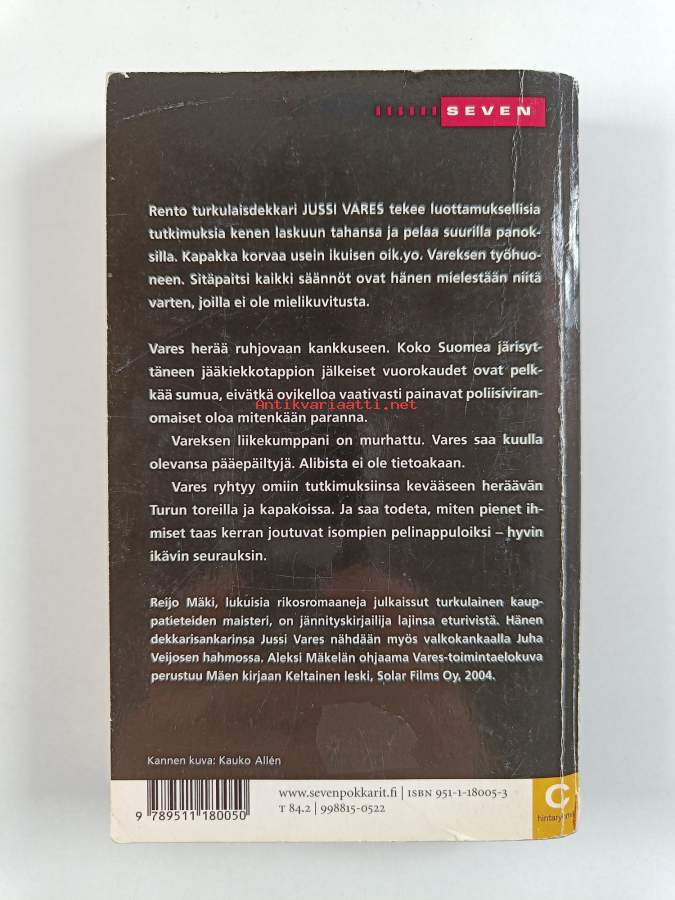 SEVEN
Rento turkulaisdekkari JUSSI VARES tekee luottamuksellisia
tutkimuksia kenen laskuun tahansa ja pelaa suurilla panok-
silla. Kapakka korvaa usein ikuisen oik.yo. Vareksen työhuo-
neen. Sitäpaitsi kaikki säännöt ovat hänen mielestään niitä
varten, joilla ei ole mielikuvitusta.
Vares herää ruhjovaan kankkuseen. Koko Suomea järisyt-
täneen jääkiekkotappion jälkeiset vuorokaudet ovat pelk-
kää sumua, eivätkä ovikelloa vaativasti painavat poliisiviran-
Antikvariaatti.net
omaiset oloa mitenkään paranna.
Vareksen liikekumppani on murhattu. Vares saa kuulla
olevansa pääepäiltyjä. Alibista ei ole tietoakaan.
Vares ryhtyy omiin tutkimuksiinsa kevääseen heräävän
Turun toreilla ja kapakoissa. Ja saa todeta, miten pienet ih-
miset taas kerran joutuvat isompien pelinappuloiksi – hyvin
ikävin seurauksin.
Reijo Mäki, lukuisia rikosromaaneja julkaissut turkulainen kaup-
patieteiden maisteri, on jännityskirjailija lajinsa eturivistä. Hänen
dekkarisankarinsa Jussi Vares nähdään myös valkokankaalla Juha
Veijosen hahmossa. Aleksi Mäkelän ohjaama Vares-toimintaelokuva
perustuu Mäen kirjaan Keltainen leski, Solar Films Oy, 2004.
Kannen kuva: Kauko Allén
www.sevenpokkarit.fi | ISBN 951-1-18005-3
T 84.2 | 998815-0522
9 789511 180050
C